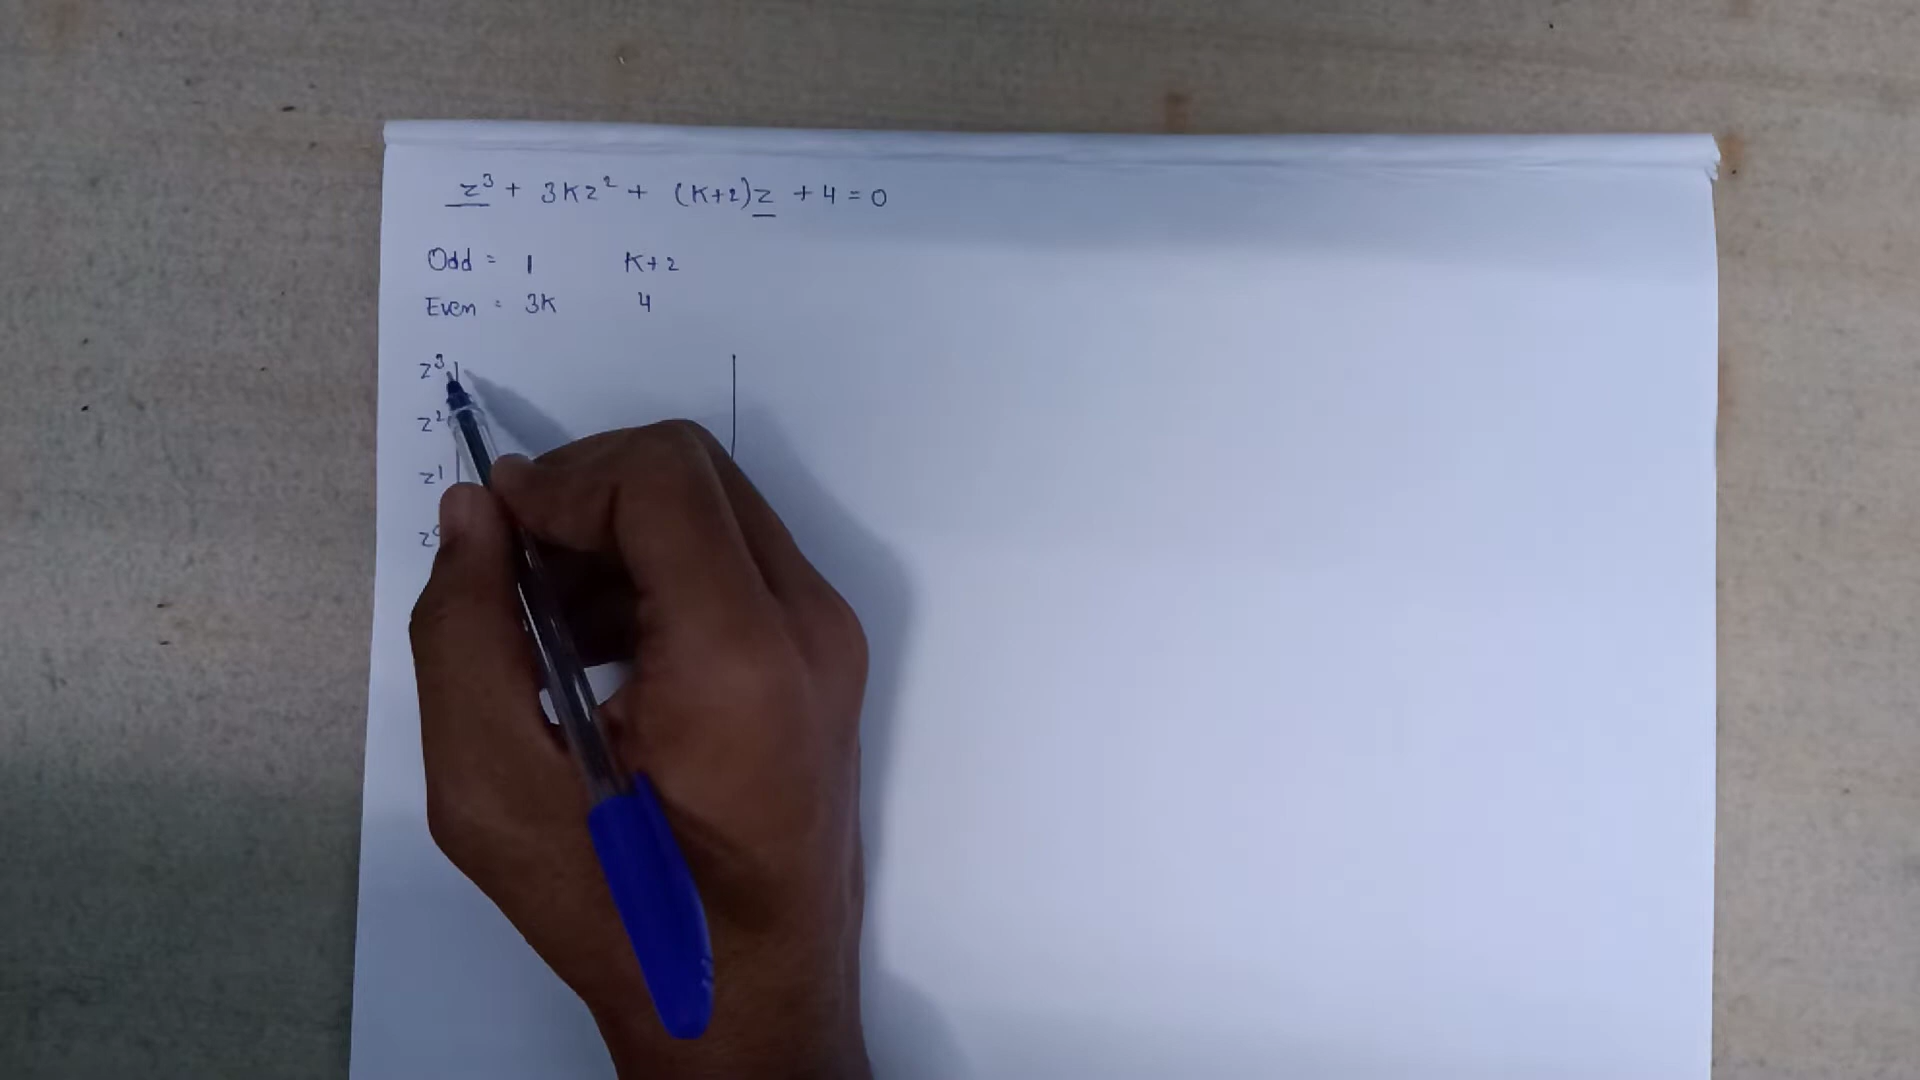 z³ + 3Kz² + (K+2)z + 4 = 0
Odd = 1 K+2
Even = 3K 4
z³
z²
z¹
z⁰